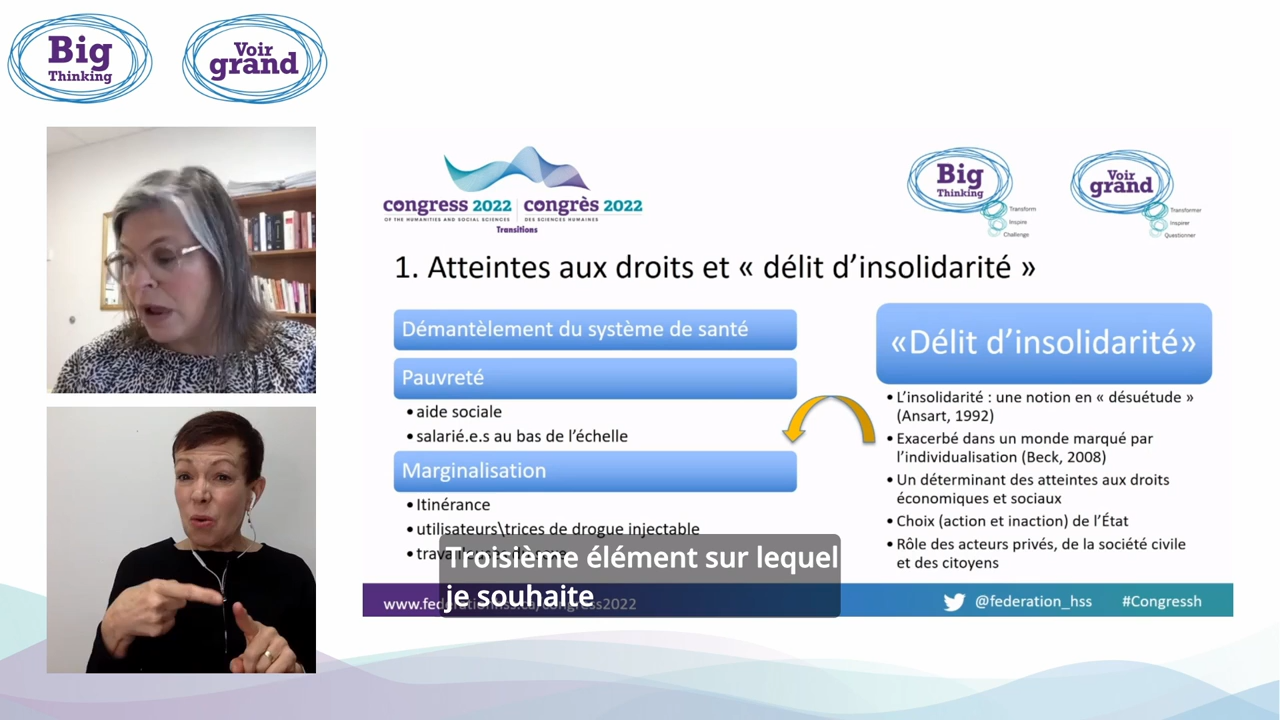 Big
Thinking
Voir
grand
congress 2022 | congrès 2022
OF THE HUMANITIES AND SOCIAL SCIENCES
DES SCIENCES HUMAINES
Transitions
Big
Thinking
Transform
Inspire
Challenge
Voir
grand
Transformer
Inspirer
Questionner
1. Atteintes aux droits et « délit d’insolidarité »
Démantèlement du système de santé
Pauvreté
• aide sociale
• salarié.e.s au bas de l’échelle
Marginalisation
• Itinérance
• utilisateurs\trices de drogue injectable
«Délit d’insolidarité»
• L’insolidarité : une notion en « désuétude »
(Ansart, 1992)
• Exacerbé dans un monde marqué par
l’individualisation (Beck, 2008)
• Un déterminant des atteintes aux droits
économiques et sociaux
• Choix (action et inaction) de l’État
• Rôle des acteurs privés, de la société civile
et des citoyens
Troisième élément sur lequel
je souhaite
www.federationhss.ca/congress2022
@federation_hss
#Congressh